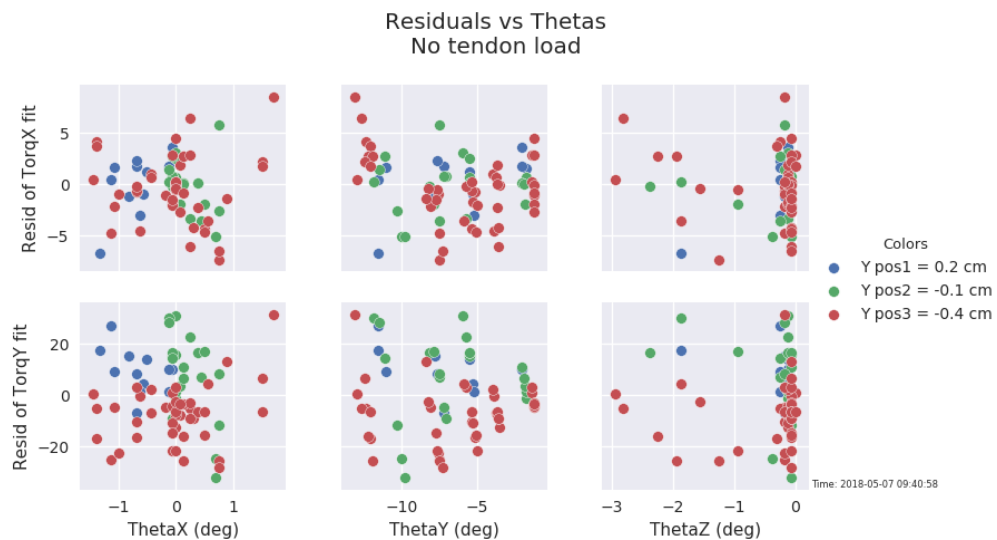 Residuals vs Thetas
No tendon load
Resid of TorqX fit
5
0
−5
Colors
Y pos1 = 0.2 cm
Y pos2 = -0.1 cm
Y pos3 = -0.4 cm
Resid of TorqY fit
20
0
−20
Time: 2018-05-07 09:40:58
−1 0 1 −10 −5 −3 −2 −1 0
ThetaX (deg) ThetaY (deg) ThetaZ (deg)